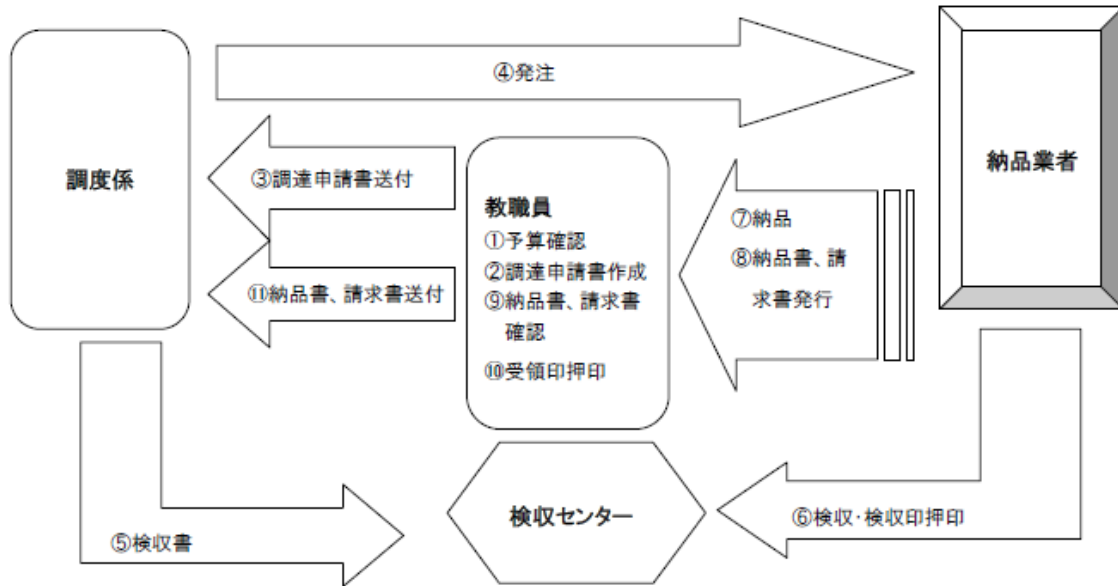 ④発注
調度係
納品業者
③調達申請書送付
教職員
①予算確認
②調達申請書作成
⑨納品書、請求書
確認
⑩受領印押印
⑦納品
⑧納品書、請
求書発行
⑪納品書、請求書送付
検収センター
⑤検収書
⑥検収・検収印押印